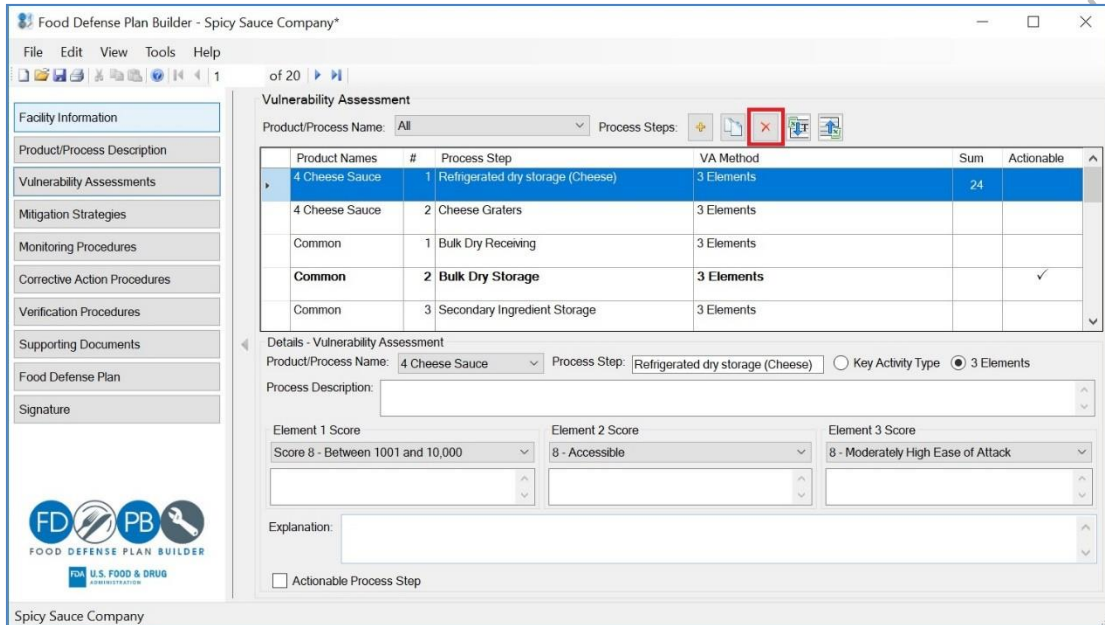 Food Defense Plan Builder - Spicy Sauce Company*
File Edit View Tools Help
1 of 20
Facility Information
Product/Process Description
Vulnerability Assessments
Mitigation Strategies
Monitoring Procedures
Corrective Action Procedures
Verification Procedures
Supporting Documents
Food Defense Plan
Signature
FD PB
FOOD DEFENSE PLAN BUILDER
FDA U.S. FOOD & DRUG
ADMINISTRATION
Vulnerability Assessment
Product/Process Name: All Process Steps:
Product Names # Process Step VA Method Sum Actionable
4 Cheese Sauce 1 Refrigerated dry storage (Cheese) 3 Elements 24
4 Cheese Sauce 2 Cheese Graters 3 Elements
Common 1 Bulk Dry Receiving 3 Elements
Common 2 Bulk Dry Storage 3 Elements ✓
Common 3 Secondary Ingredient Storage 3 Elements
Details - Vulnerability Assessment
Product/Process Name: 4 Cheese Sauce Process Step: Refrigerated dry storage (Cheese) Key Activity Type 3 Elements
Process Description:
Element 1 Score Element 2 Score Element 3 Score
Score 8 - Between 1001 and 10,000 8 - Accessible 8 - Moderately High Ease of Attack
Explanation:
Actionable Process Step
Spicy Sauce Company